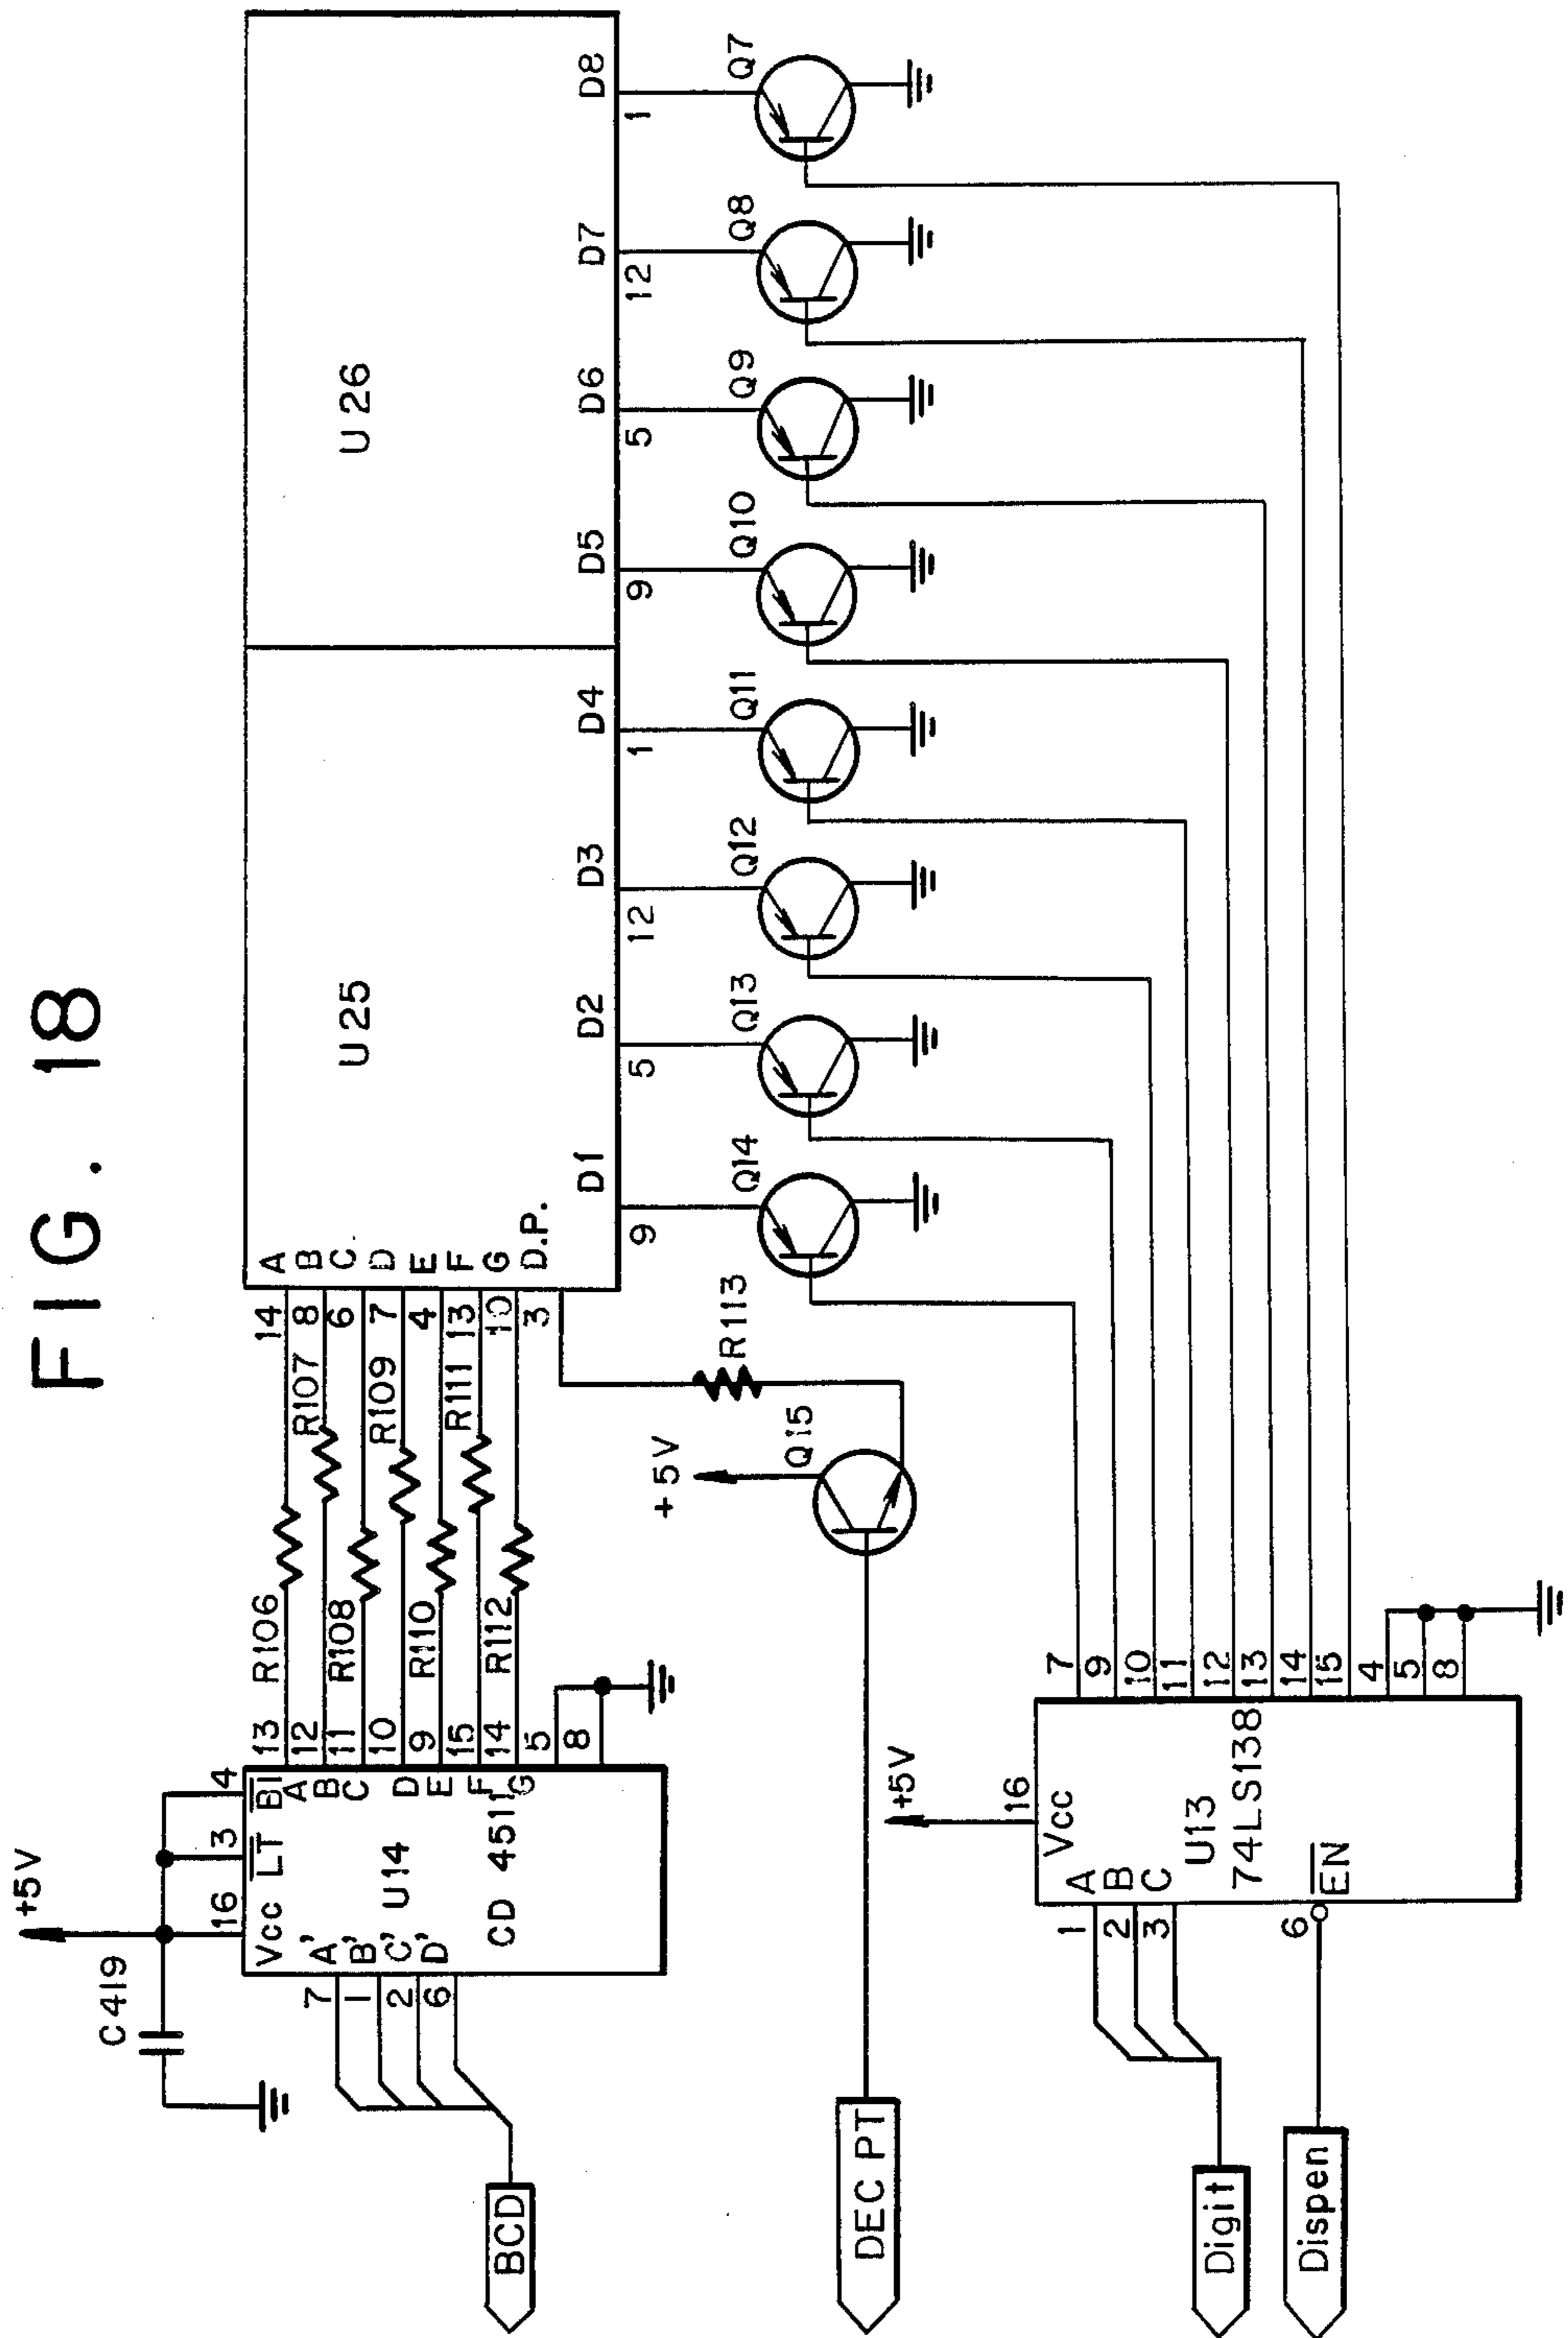 FIG. 18
+5V
C419
16
3
4
Vcc
LT
BI
7
A'
1
B'
2
C'
6
D'
U14
CD 4511
A
B
C
D
E
F
G
13
12
11
10
9
15
14
5
8
R106
R107
R108
R109
R110
R111
R112
14
8
6
7
4
13
10
3
A
B
C
D
E
F
G
D.P.
U25
U26
D1
D2
D3
D4
D5
D6
D7
D8
9
5
12
1
9
5
12
1
Q14
Q13
Q12
Q11
Q10
Q9
Q8
Q7
BCD
+5V
Q15
R113
DEC PT
+5V
16
Vcc
1
A
2
B
3
C
U13
74LS138
6
EN
7
9
10
11
12
13
14
15
4
5
8
Digit
Dispen